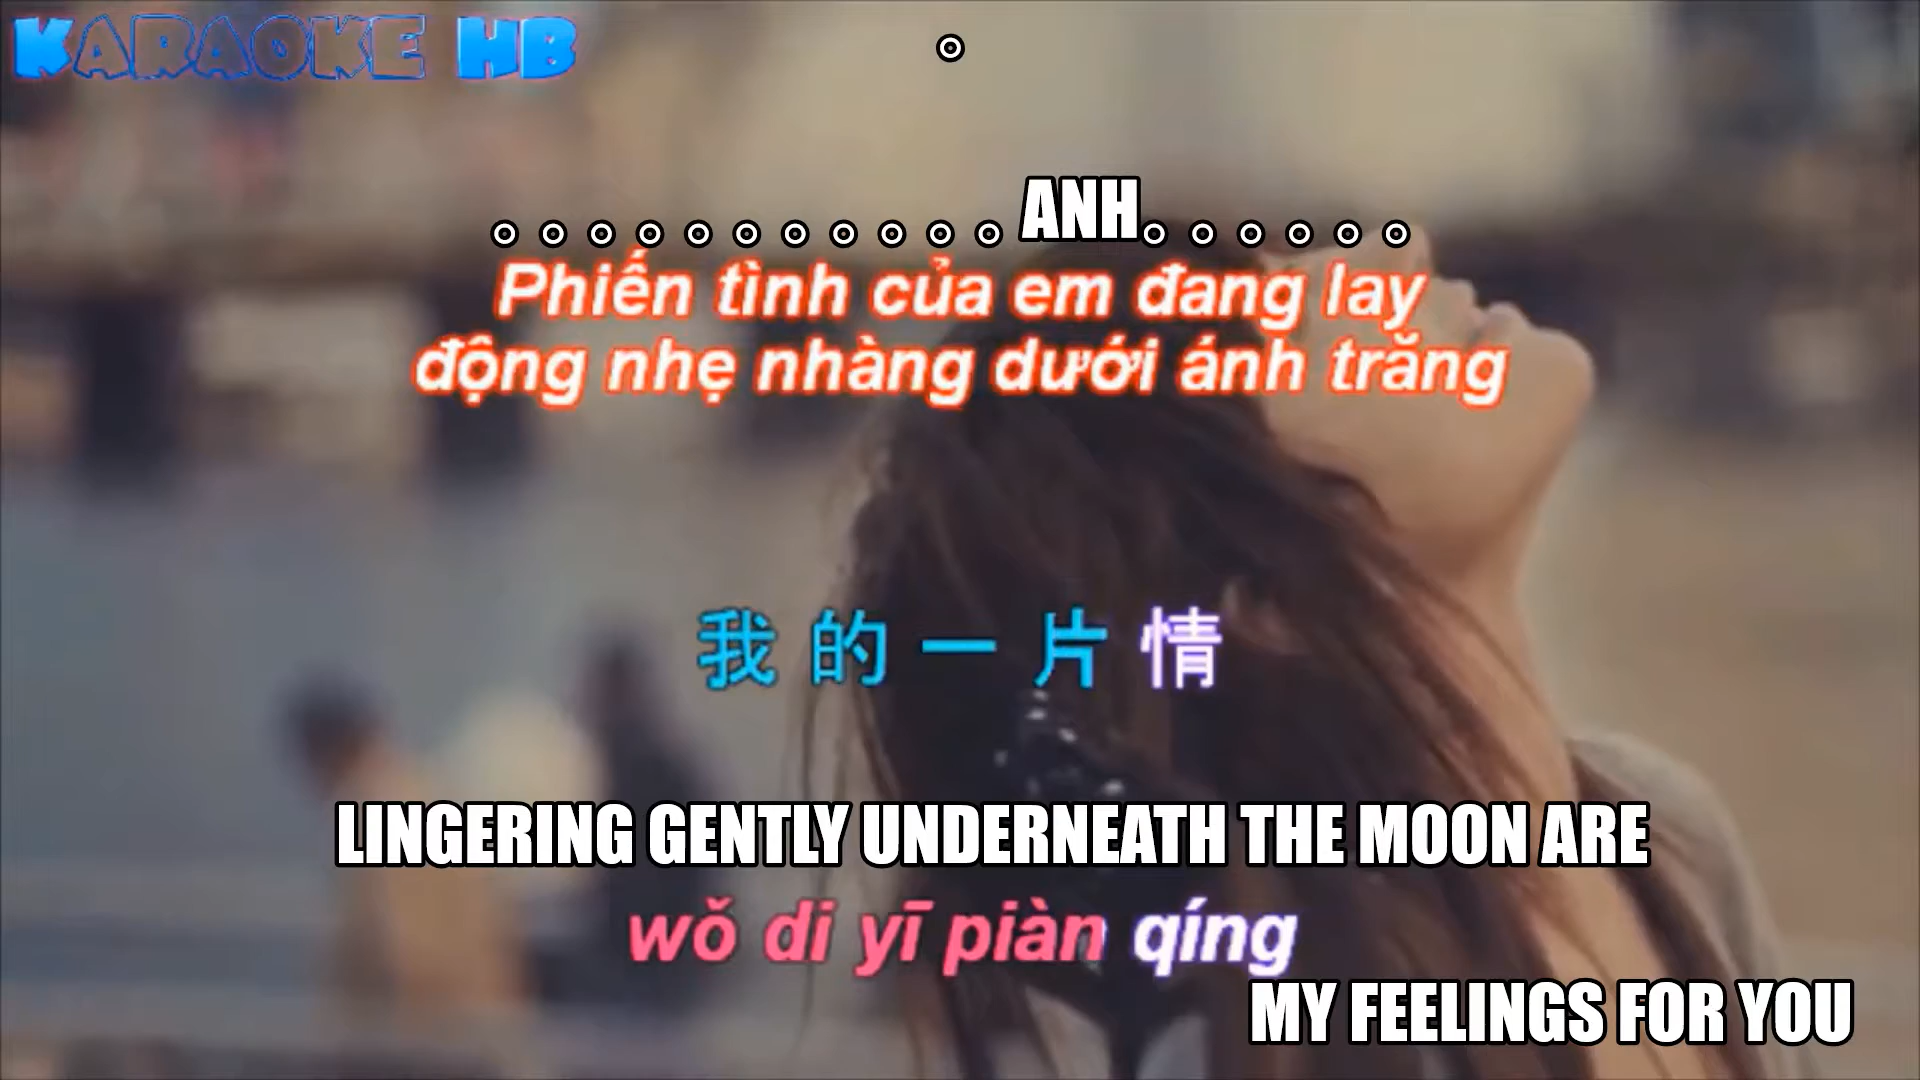 KARAOKE HB
ANH
Phiến tình của em đang lay
động nhẹ nhàng dưới ánh trăng
我的一片情
LINGERING GENTLY UNDERNEATH THE MOON ARE
wǒ di yī piàn qíng
MY FEELINGS FOR YOU